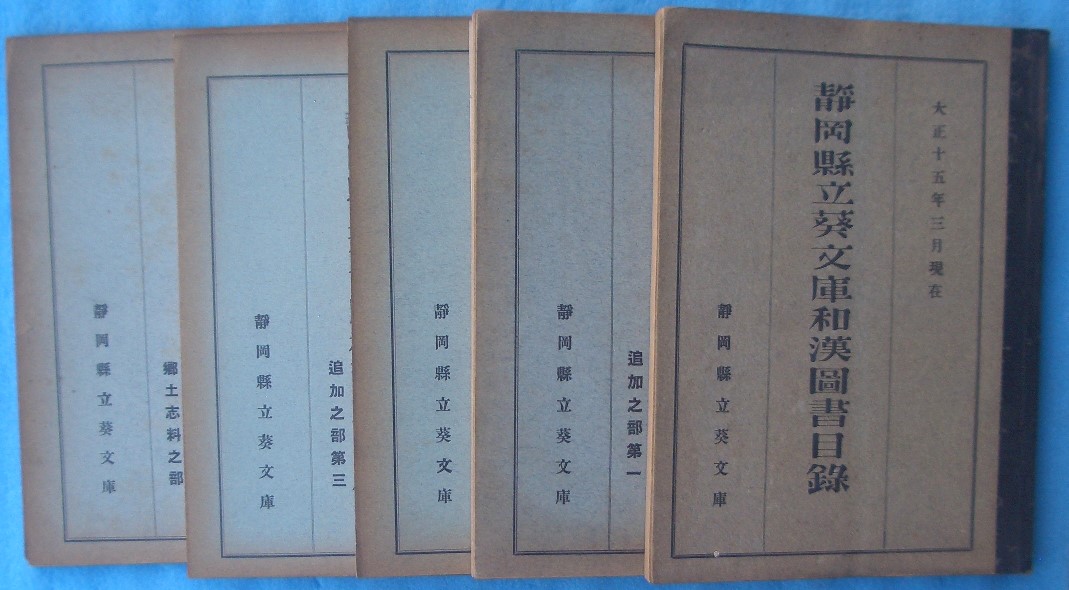 大正十五年三月現在
靜岡縣立葵文庫和漢圖書目錄
靜岡縣立葵文庫
追加之部第一
靜岡縣立葵文庫
靜岡縣立葵文庫
追加之部第三
靜岡縣立葵文庫
鄉土志料之部
靜岡縣立葵文庫